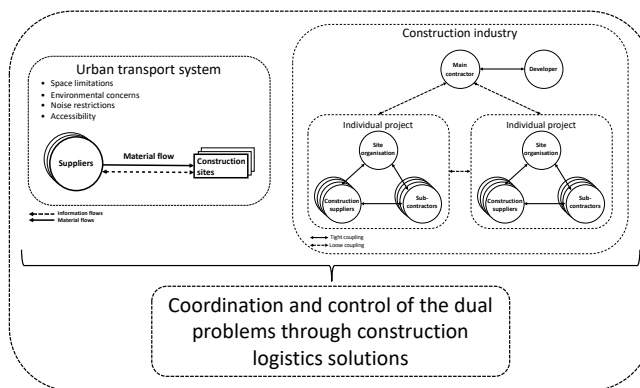 Urban transport system
• Space limitations
• Environmental concerns
• Noise restrictions
• Accessibility
Suppliers
Material flow
Construction
sites
Information flows
Material flows
Construction industry
Main
contractor
Developer
Individual project
Site
organisation
Construction
suppliers
Sub-
contractors
Individual project
Site
organisation
Construction
suppliers
Sub-
contractors
Tight coupling
Loose coupling
Coordination and control of the dual
problems through construction
logistics solutions